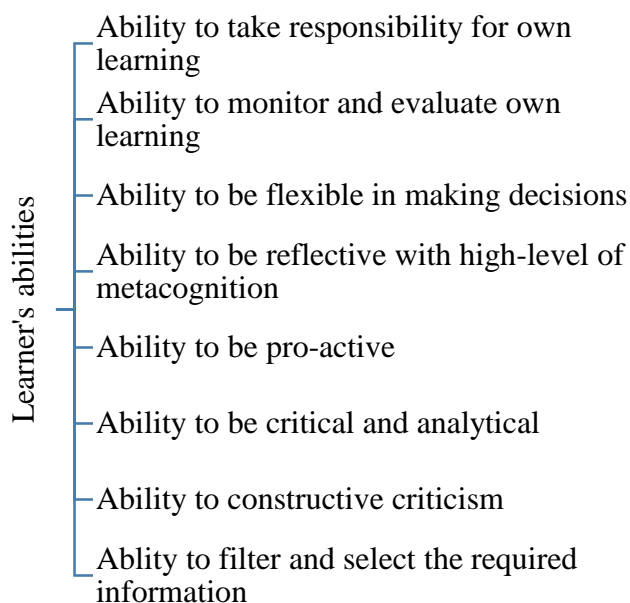 Learner's abilities
Ability to take responsibility for own
learning
Ability to monitor and evaluate own
learning
Ability to be flexible in making decisions
Ability to be reflective with high-level of
metacognition
Ability to be pro-active
Ability to be critical and analytical
Ability to constructive criticism
Ablity to filter and select the required
information